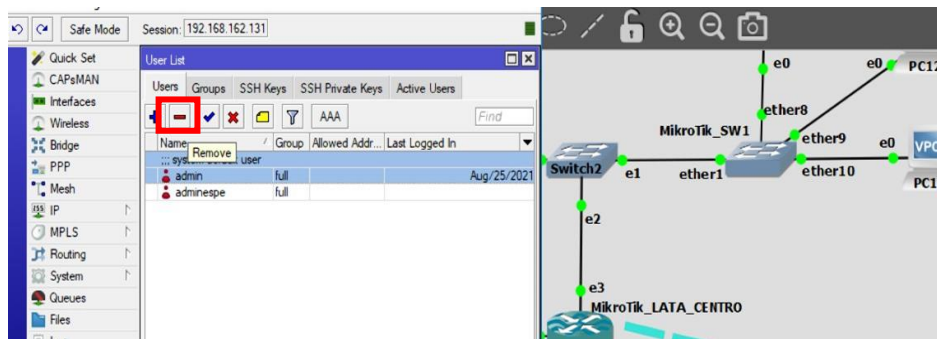 Safe Mode
Session: 192.168.162.131
Quick Set
CAPsMAN
Interfaces
Wireless
Bridge
PPP
Mesh
IP
MPLS
Routing
System
Queues
Files
User List
Users Groups SSH Keys SSH Private Keys Active Users
AAA
Find
Name / Group Allowed Addr... Last Logged In
Remove
;;; sys user
admin full Aug/25/2021
adminespe full
e0 e0 PC12
ether8
MikroTik_SW1 ether9 e0
VPC
Switch2 e1 ether1 ether10
PC1
e2
e3
MikroTik_LATA_CENTRO